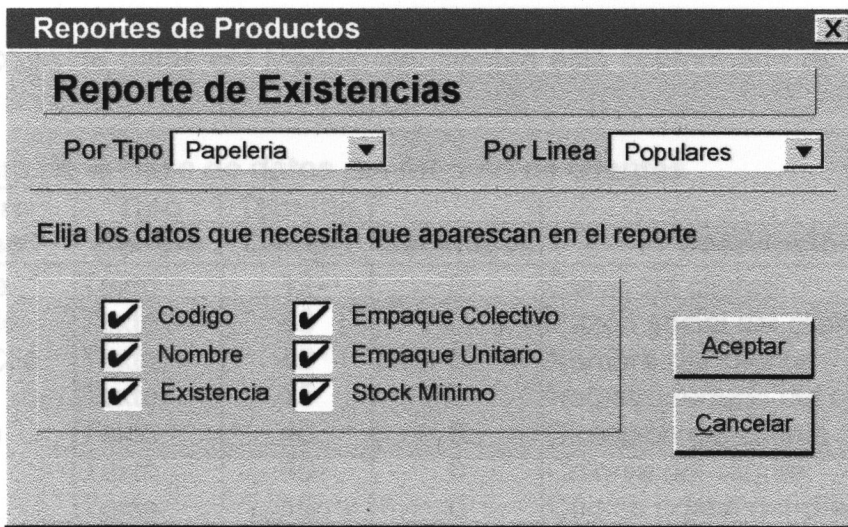 Reportes de Productos X
Reporte de Existencias
Por Tipo Papeleria Por Linea Populares
Elija los datos que necesita que aparescan en el reporte
Codigo Empaque Colectivo
Nombre Empaque Unitario
Existencia Stock Minimo
Aceptar
Cancelar